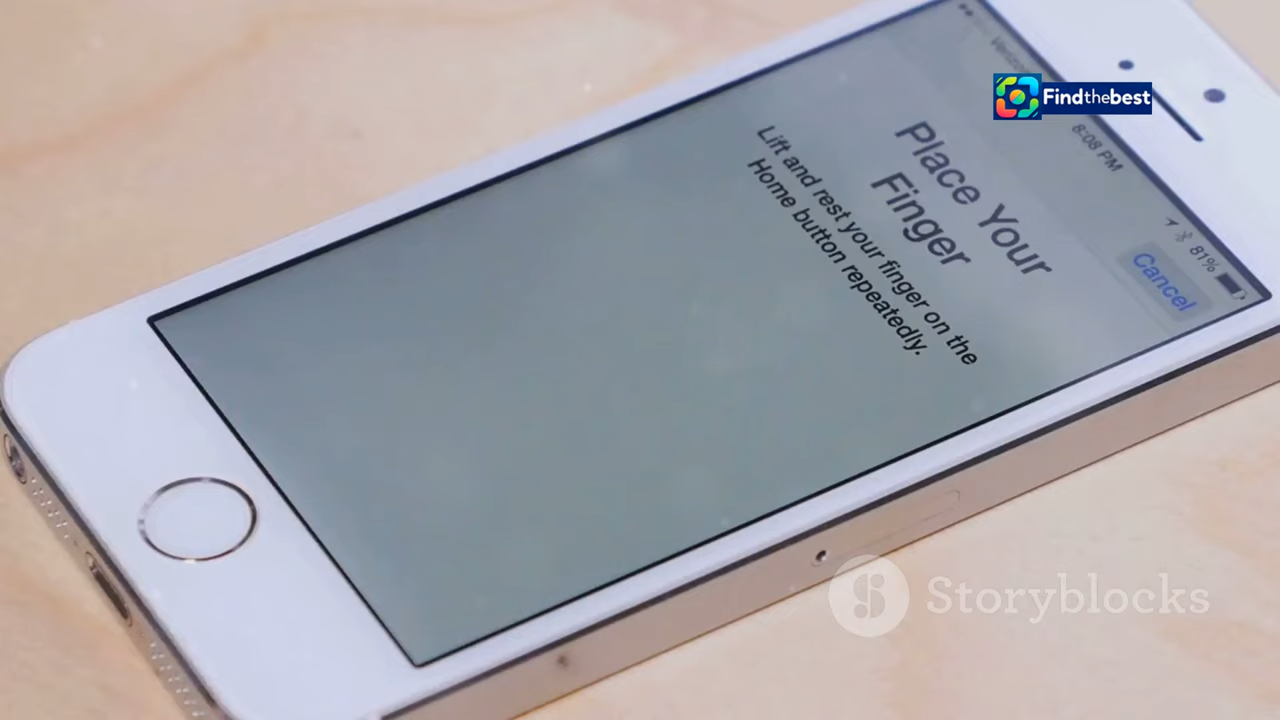 Findthebest
Verizon
8:08 PM
81%
Cancel
Place Your
Finger
Lift and rest your finger on the
Home button repeatedly.
Storyblocks